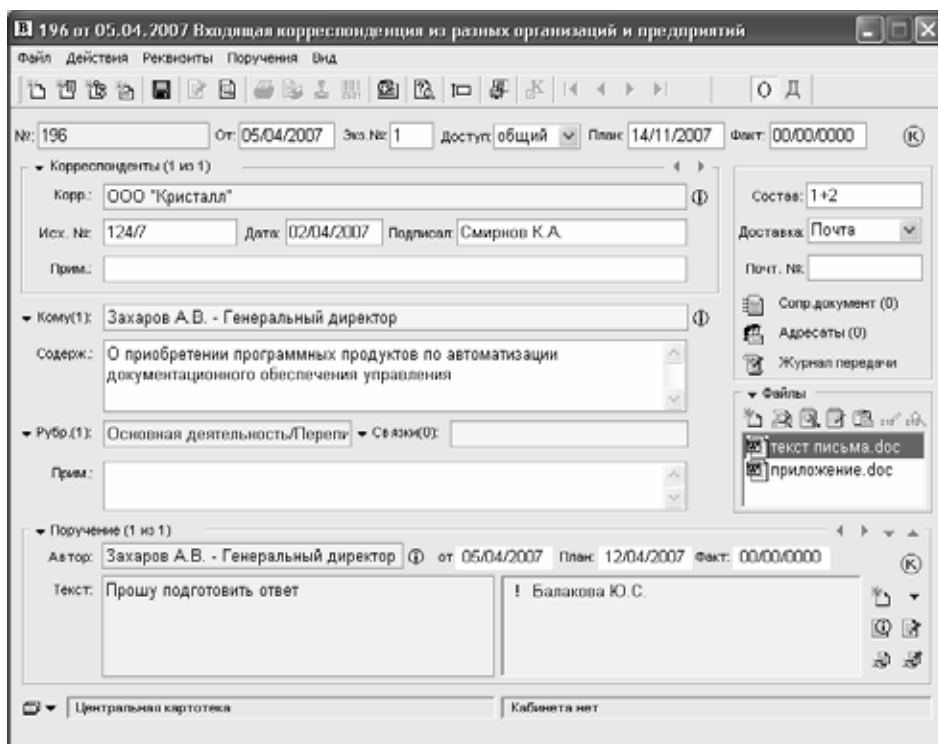 196 от 05.04.2007 Входящая корреспонденция из разных организаций и предприятий
Файл Действия Реквизиты Поручения Вид
О Д
№: 196 От: 05/04/2007 Экз.№: 1 Доступ: общий План: 14/11/2007 Факт: 00/00/0000
Корреспонденты (1 из 1)
Корр.: ООО "Кристалл"
Исх. №: 124/7 Дата: 02/04/2007 Подписал: Смирнов К.А.
Прим.:
Состав: 1+2
Доставка: Почта
Почт. №:
Сопр.документ (0)
Адресаты (0)
Журнал передачи
Кому(1): Захаров А.В. - Генеральный директор
Содерж.: О приобретении программных продуктов по автоматизации
документационного обеспечения управления
Рубр.(1): Основная деятельность/Перепи Связки(0):
Прим.:
Файлы
текст письма.doc
приложение.doc
Поручение (1 из 1)
Автор: Захаров А.В. - Генеральный директор от 05/04/2007 План: 12/04/2007 Факт: 00/00/0000
Текст: Прошу подготовить ответ ! Балакова Ю.С.
Центральная картотека Кабинета нет